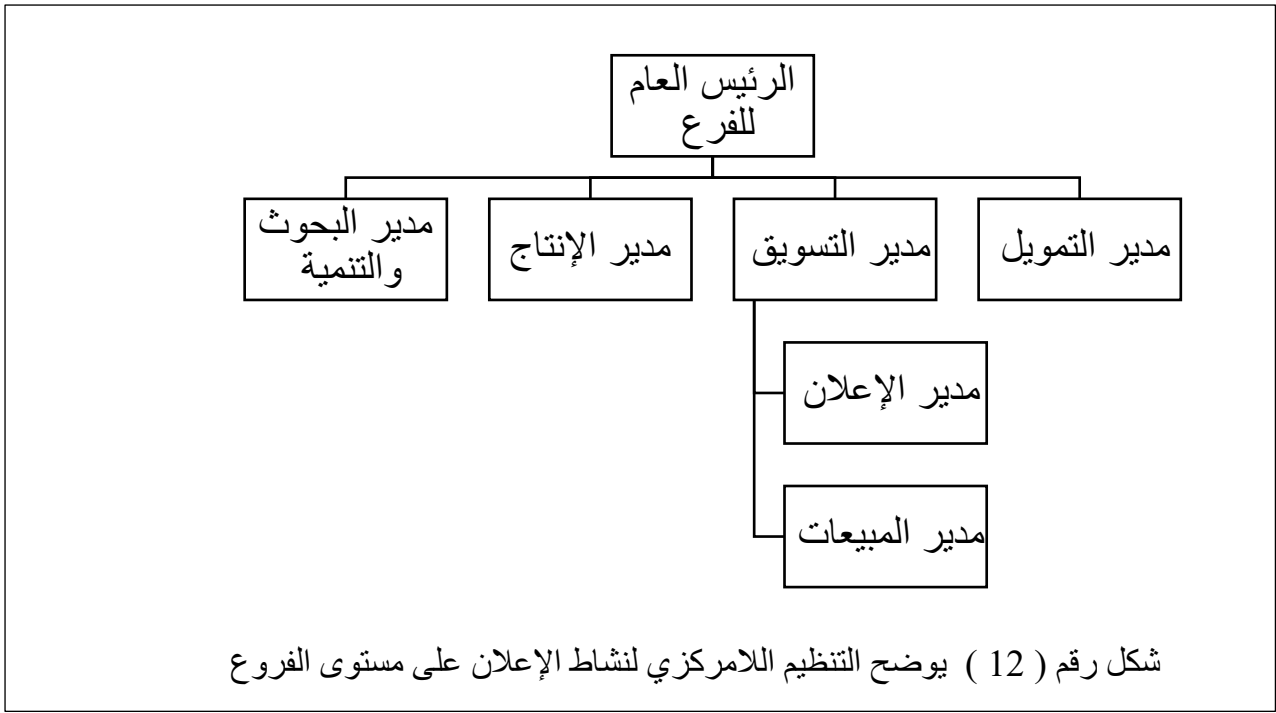 الرئيس العام
للفرع
مدير التمويل
مدير التسويق
مدير الإنتاج
مدير البحوث
والتنمية
مدير الإعلان
مدير المبيعات
شكل رقم ( 12 ) يوضح التنظيم اللامركزي لنشاط الإعلان على مستوى الفروع